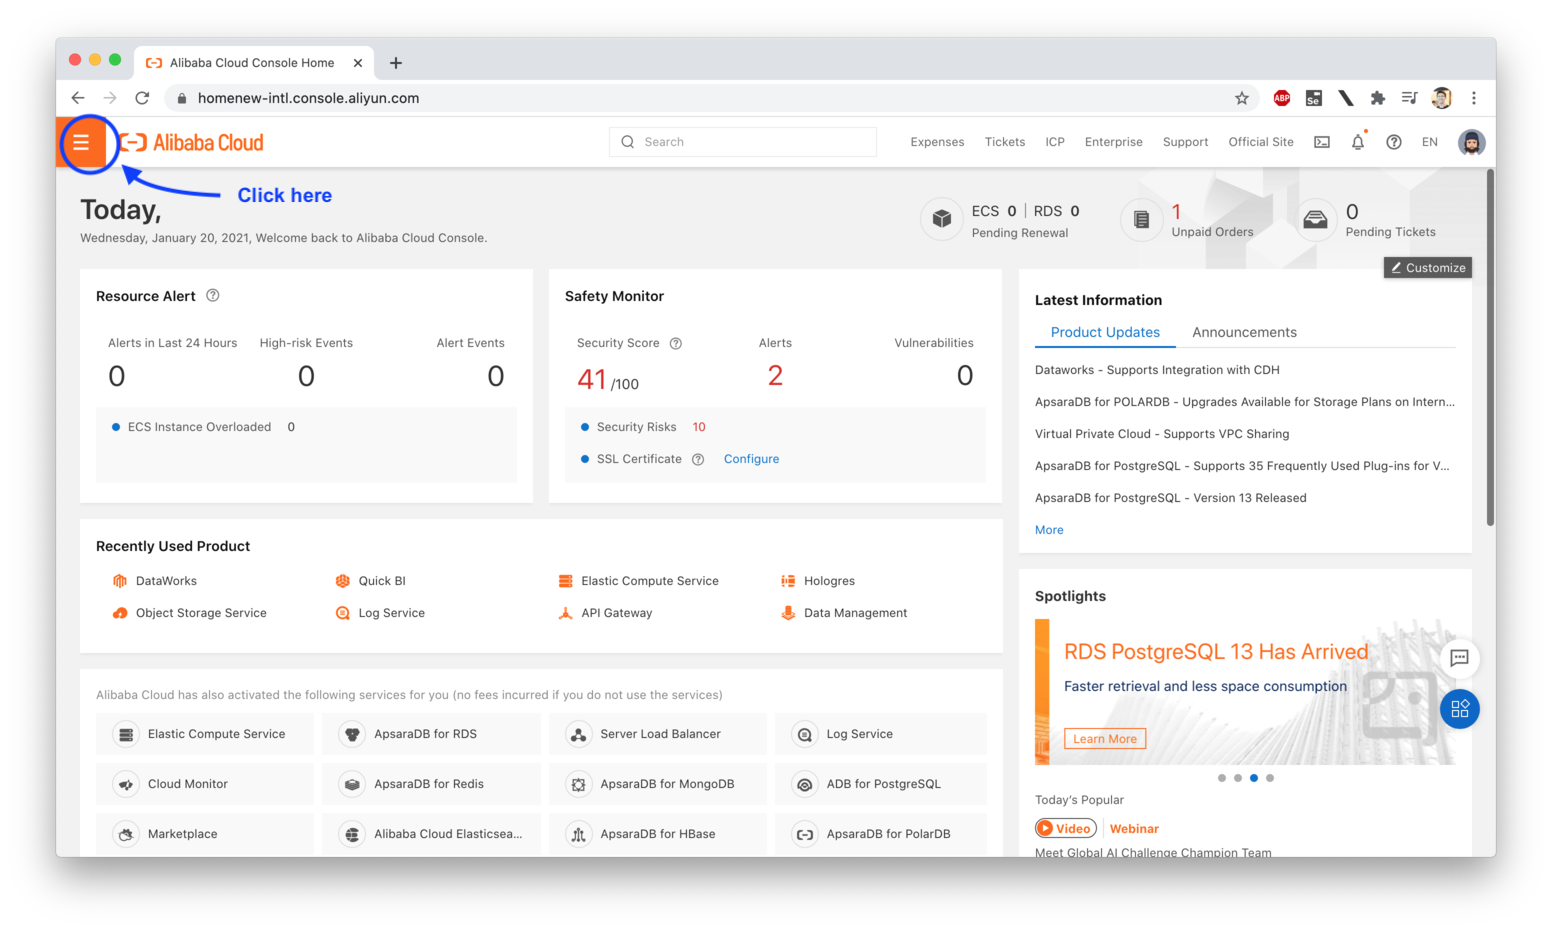 Alibaba Cloud Console Home
homenew-intl.console.aliyun.com
ABP
Se
Alibaba Cloud
Search
Expenses Tickets ICP Enterprise Support Official Site EN
Click here
Today,
Wednesday, January 20, 2021, Welcome back to Alibaba Cloud Console.
ECS 0 | RDS 0
Pending Renewal
1
Unpaid Orders
0
Pending Tickets
Customize
Resource Alert
Alerts in Last 24 Hours High-risk Events Alert Events
0 0 0
ECS Instance Overloaded 0
Safety Monitor
Security Score Alerts Vulnerabilities
41 /100 2 0
Security Risks 10
SSL Certificate Configure
Latest Information
Product Updates Announcements
Dataworks - Supports Integration with CDH
ApsaraDB for POLARDB - Upgrades Available for Storage Plans on Intern...
Virtual Private Cloud - Supports VPC Sharing
ApsaraDB for PostgreSQL - Supports 35 Frequently Used Plug-ins for V...
ApsaraDB for PostgreSQL - Version 13 Released
More
Recently Used Product
DataWorks Quick BI Elastic Compute Service Hologres
Object Storage Service Log Service API Gateway Data Management
Alibaba Cloud has also activated the following services for you (no fees incurred if you do not use the services)
Elastic Compute Service ApsaraDB for RDS Server Load Balancer Log Service
Cloud Monitor ApsaraDB for Redis ApsaraDB for MongoDB ADB for PostgreSQL
Marketplace Alibaba Cloud Elasticsea... ApsaraDB for HBase ApsaraDB for PolarDB
Spotlights
RDS PostgreSQL 13 Has Arrived
Faster retrieval and less space consumption
Learn More
Today's Popular
Video Webinar
Meet Global AI Challenge Champion Team